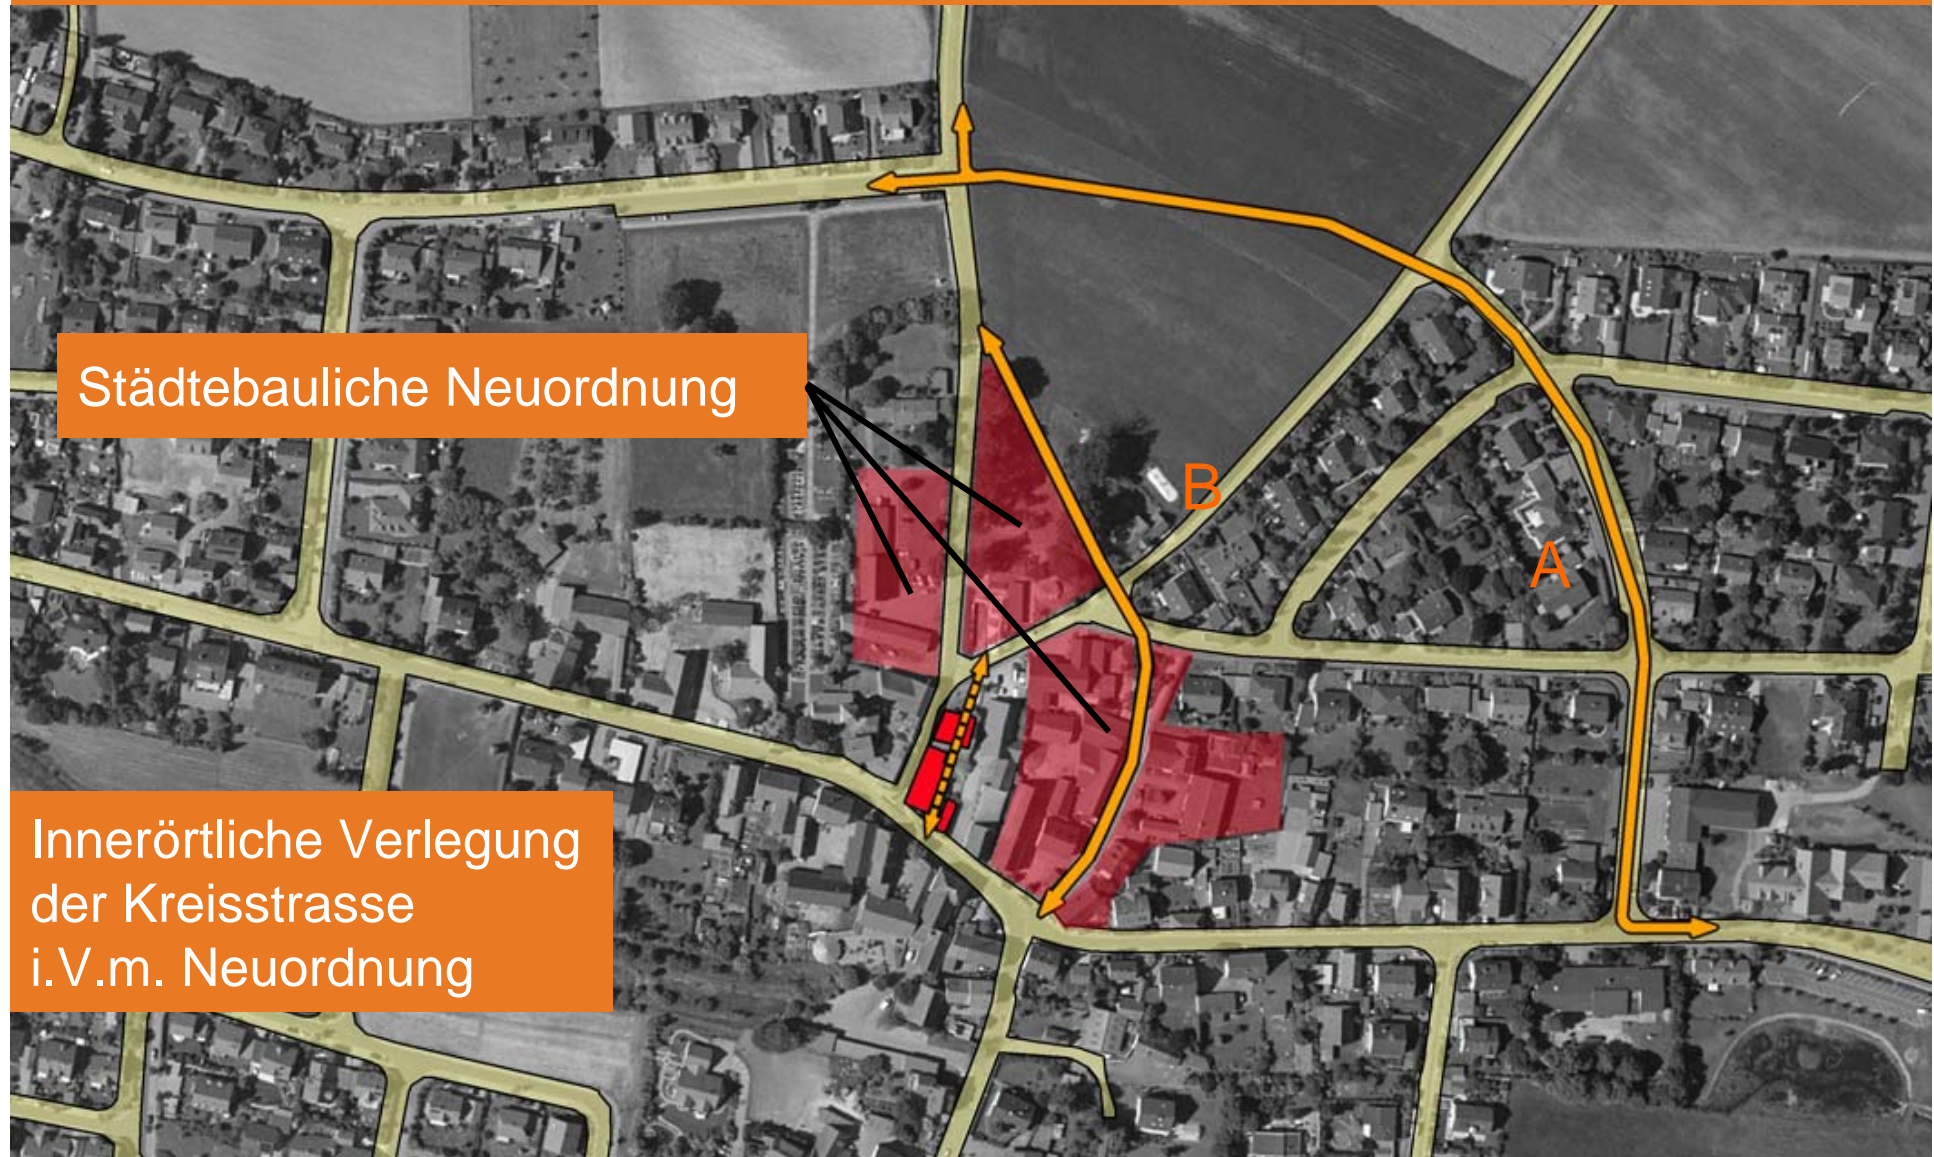 Städtebauliche Neuordnung
B
A
Innerörtliche Verlegung
der Kreisstrasse
i.V.m. Neuordnung